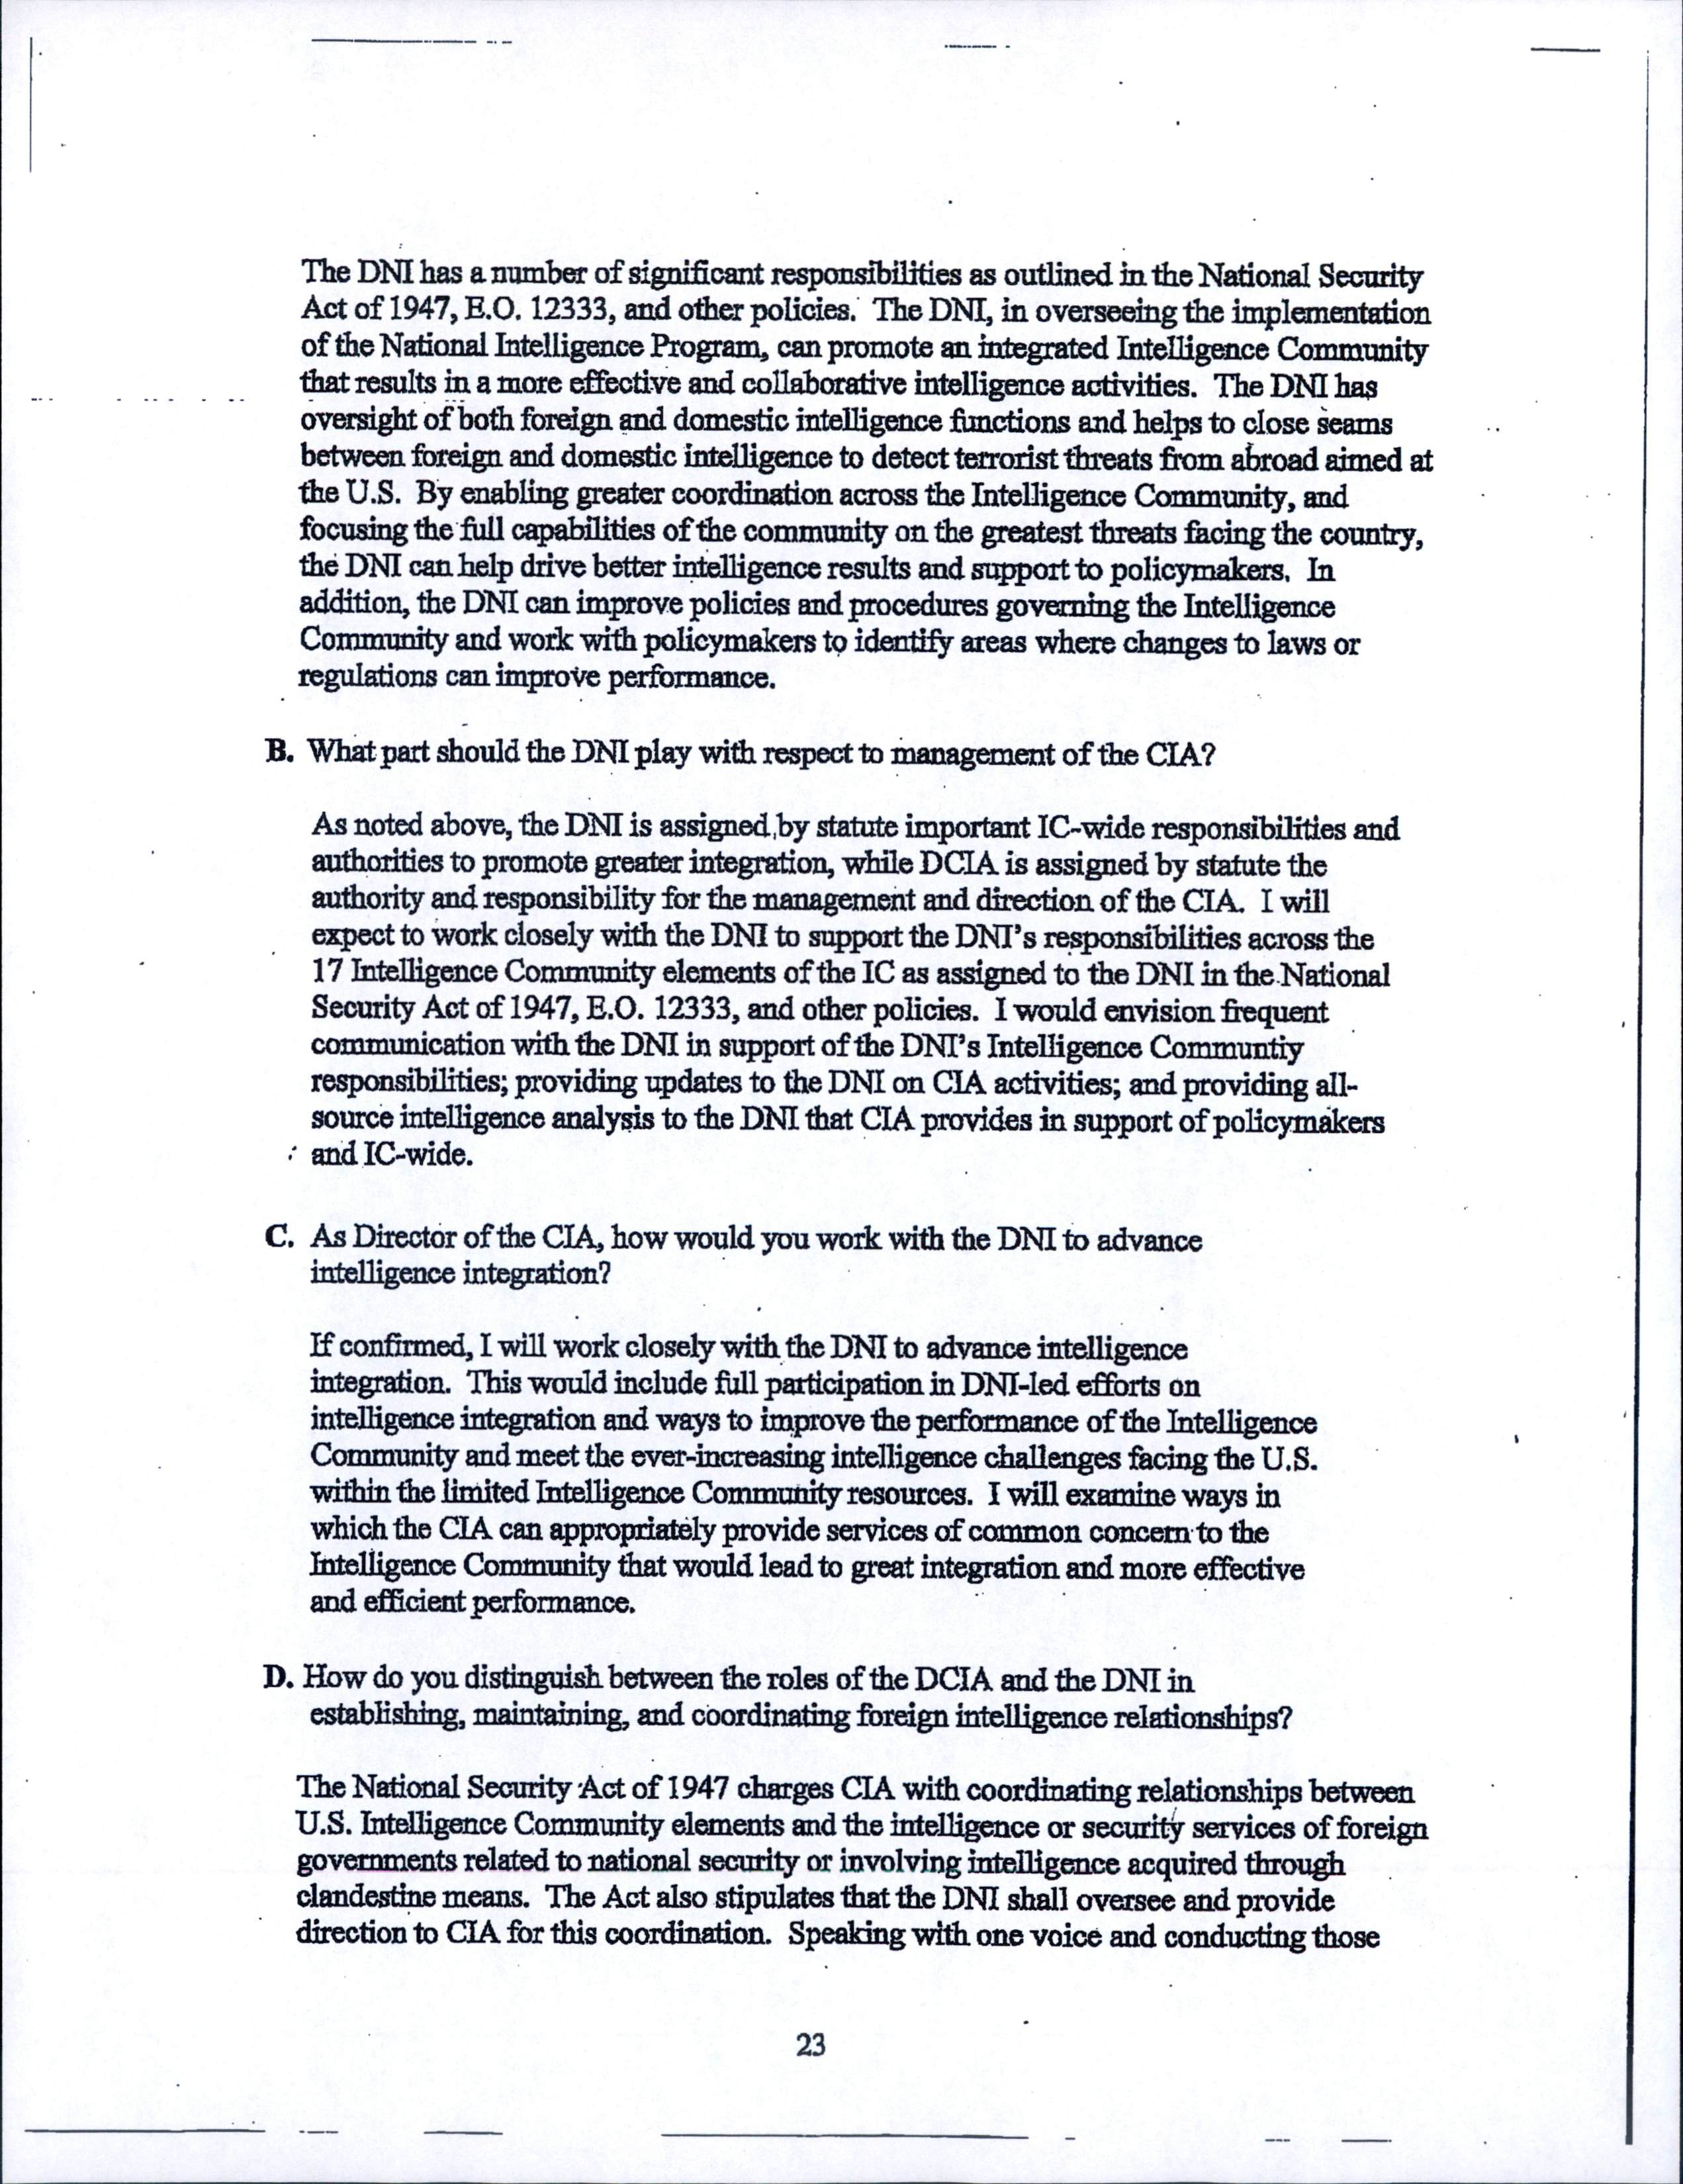 The DNI has a number of significant responsibilities as outlined in the National Security
Act of 1947, E.O. 12333, and other policies. The DNI, in overseeing the implementation
of the National Intelligence Program, can promote an integrated Intelligence Community
that results in a more effective and collaborative intelligence activities. The DNI has
oversight of both foreign and domestic intelligence functions and helps to close seams
between foreign and domestic intelligence to detect terrorist threats from abroad aimed at
the U.S. By enabling greater coordination across the Intelligence Community, and
focusing the full capabilities of the community on the greatest threats facing the country,
the DNI can help drive better intelligence results and support to policymakers. In
addition, the DNI can improve policies and procedures governing the Intelligence
Community and work with policymakers to identify areas where changes to laws or
regulations can improve performance.
B. What part should the DNI play with respect to management of the CIA?
As noted above, the DNI is assigned by statute important IC-wide responsibilities and
authorities to promote greater integration, while DCIA is assigned by statute the
authority and responsibility for the management and direction of the CIA. I will
expect to work closely with the DNI to support the DNI's responsibilities across the
17 Intelligence Community elements of the IC as assigned to the DNI in the National
Security Act of 1947, E.O. 12333, and other policies. I would envision frequent
communication with the DNI in support of the DNI's Intelligence Communtiy
responsibilities; providing updates to the DNI on CIA activities; and providing all-
source intelligence analysis to the DNI that CIA provides in support of policymakers
and IC-wide.
C. As Director of the CIA, how would you work with the DNI to advance
intelligence integration?
If confirmed, I will work closely with the DNI to advance intelligence
integration. This would include full participation in DNI-led efforts on
intelligence integration and ways to improve the performance of the Intelligence
Community and meet the ever-increasing intelligence challenges facing the U.S.
within the limited Intelligence Community resources. I will examine ways in
which the CIA can appropriately provide services of common concern to the
Intelligence Community that would lead to great integration and more effective
and efficient performance.
D. How do you distinguish between the roles of the DCIA and the DNI in
establishing, maintaining, and coordinating foreign intelligence relationships?
The National Security Act of 1947 charges CIA with coordinating relationships between
U.S. Intelligence Community elements and the intelligence or security services of foreign
governments related to national security or involving intelligence acquired through
clandestine means. The Act also stipulates that the DNI shall oversee and provide
direction to CIA for this coordination. Speaking with one voice and conducting those
23